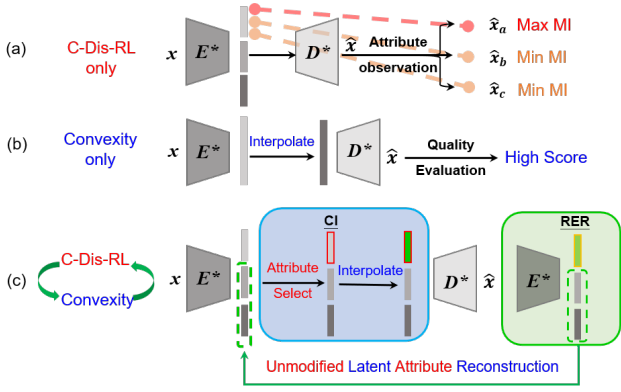 (a)
C-Dis-RL
only
x
E*
D*
x̂
Attribute
observation
x̂a Max MI
x̂b Min MI
x̂c Min MI
(b)
Convexity
only
x
E*
Interpolate
D*
x̂
Quality
Evaluation
High Score
(c)
C-Dis-RL
Convexity
x
E*
CI
Attribute
Select
Interpolate
D*
x̂
RER
E*
Unmodified Latent Attribute Reconstruction